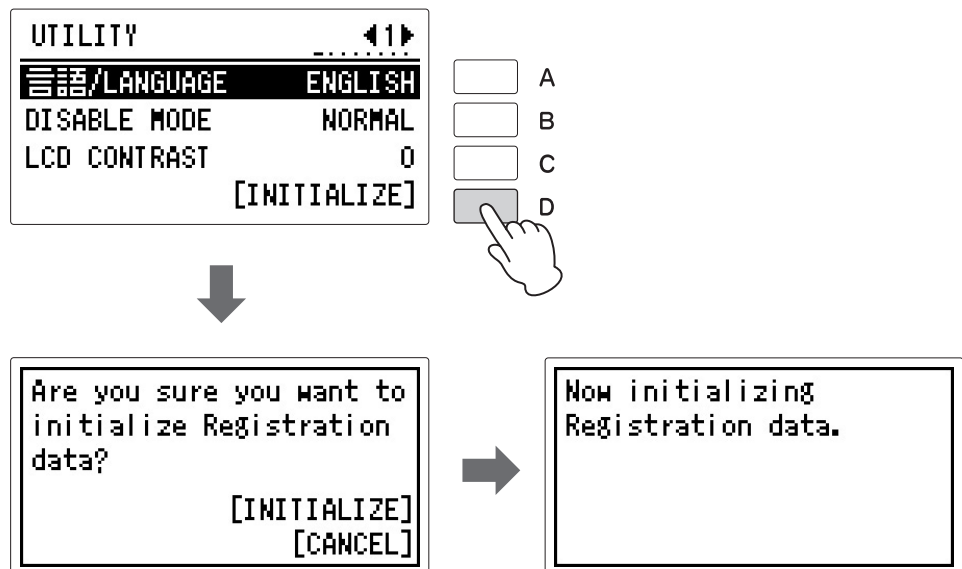 UTILITY ◀1▶
言語/LANGUAGE ENGLISH
DISABLE MODE NORMAL
LCD CONTRAST 0
[INITIALIZE]
A
B
C
D
Are you sure you want to
initialize Registration
data?
[INITIALIZE]
[CANCEL]
Now initializing
Registration data.